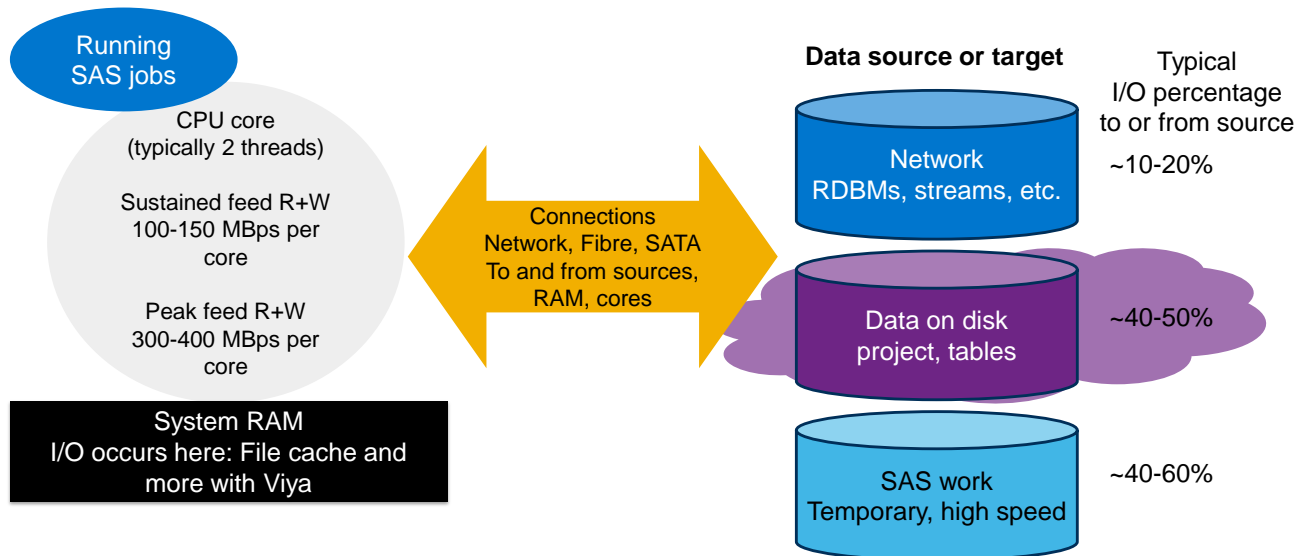 Running
SAS jobs
CPU core
(typically 2 threads)
Sustained feed R+W
100-150 MBps per
core
Peak feed R+W
300-400 MBps per
core
System RAM
I/O occurs here: File cache and
more with Viya
Connections
Network, Fibre, SATA
To and from sources,
RAM, cores
Data source or target
Typical
I/O percentage
to or from source
Network
RDBMs, streams, etc.
~10-20%
Data on disk
project, tables
~40-50%
SAS work
Temporary, high speed
~40-60%